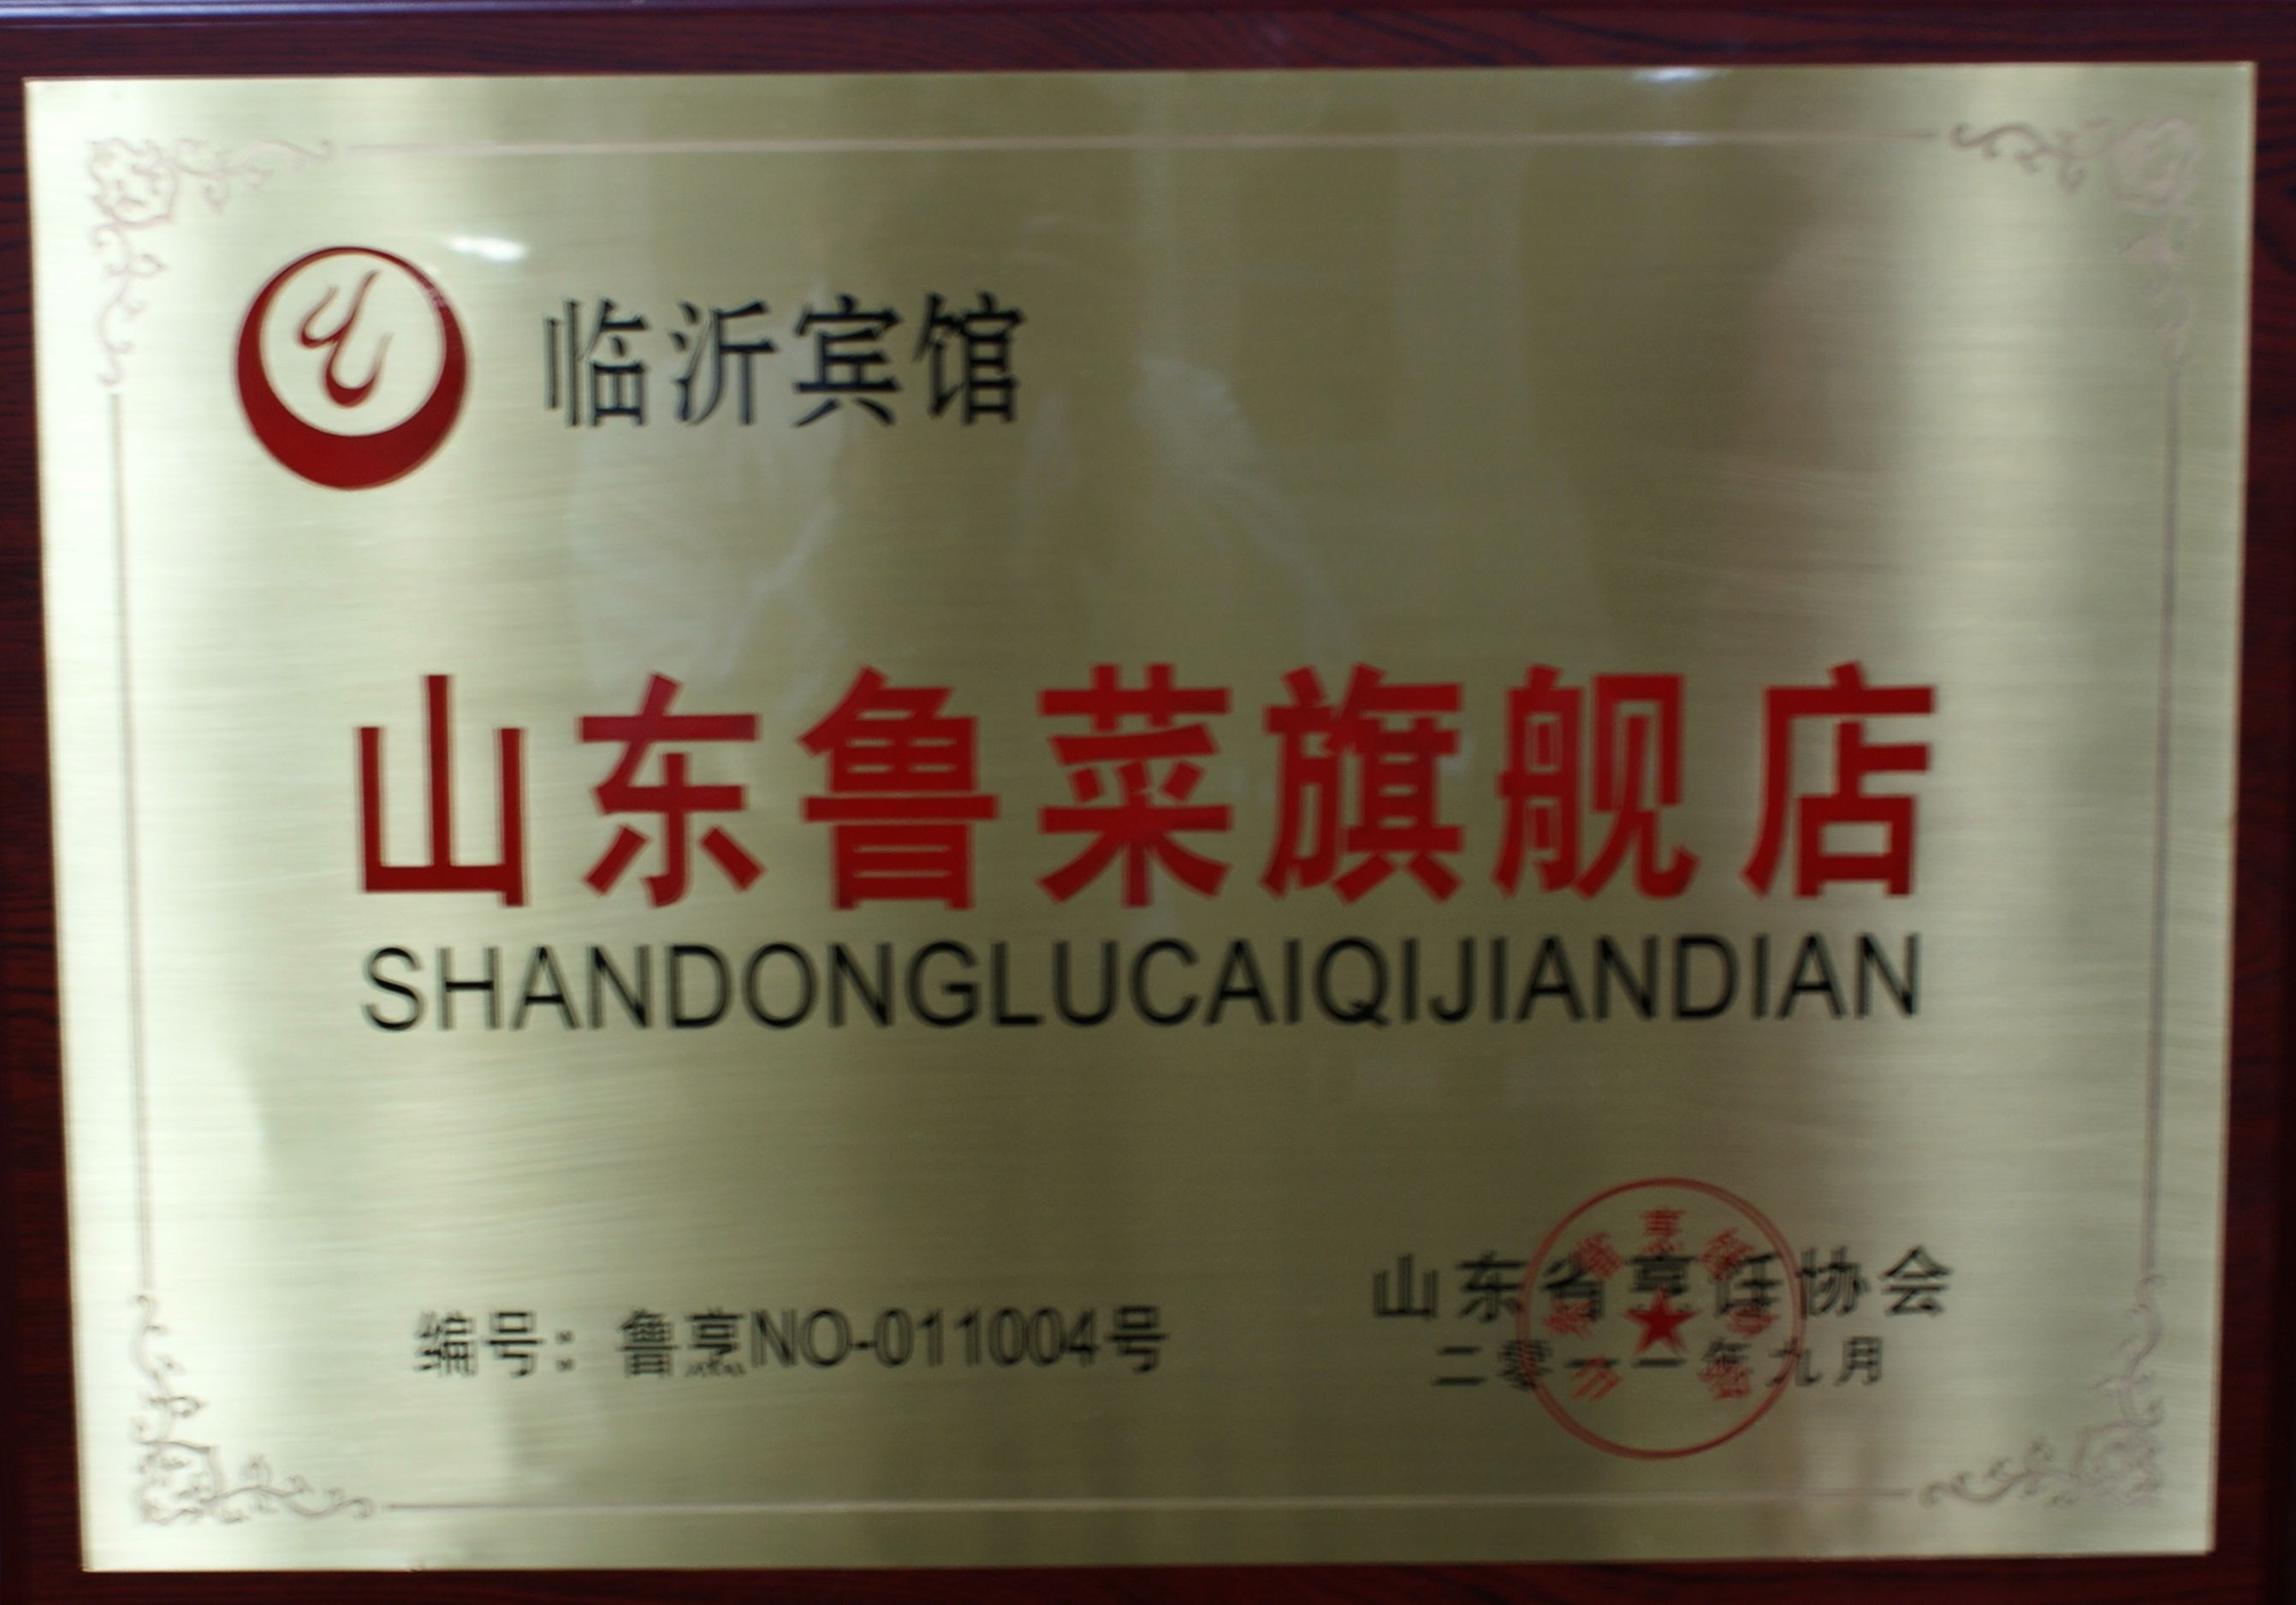 临沂宾馆
山东鲁菜旗舰店
SHANDONGLUCAIQIJIANDIAN
编号：鲁烹NO-011004号
山东省烹饪协会
二零一一年九月